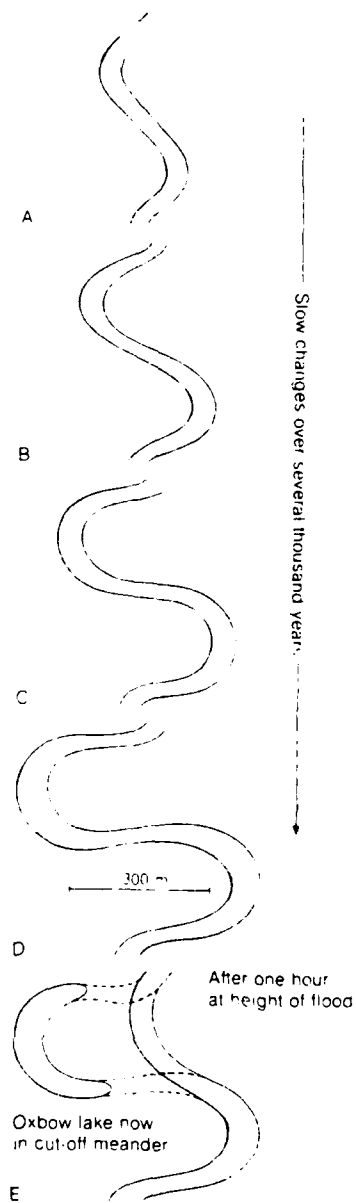 A
B
Slow changes over several thousand years
C
300 m
D
After one hour
at height of flood
Oxbow lake now
in cut-off meander
E